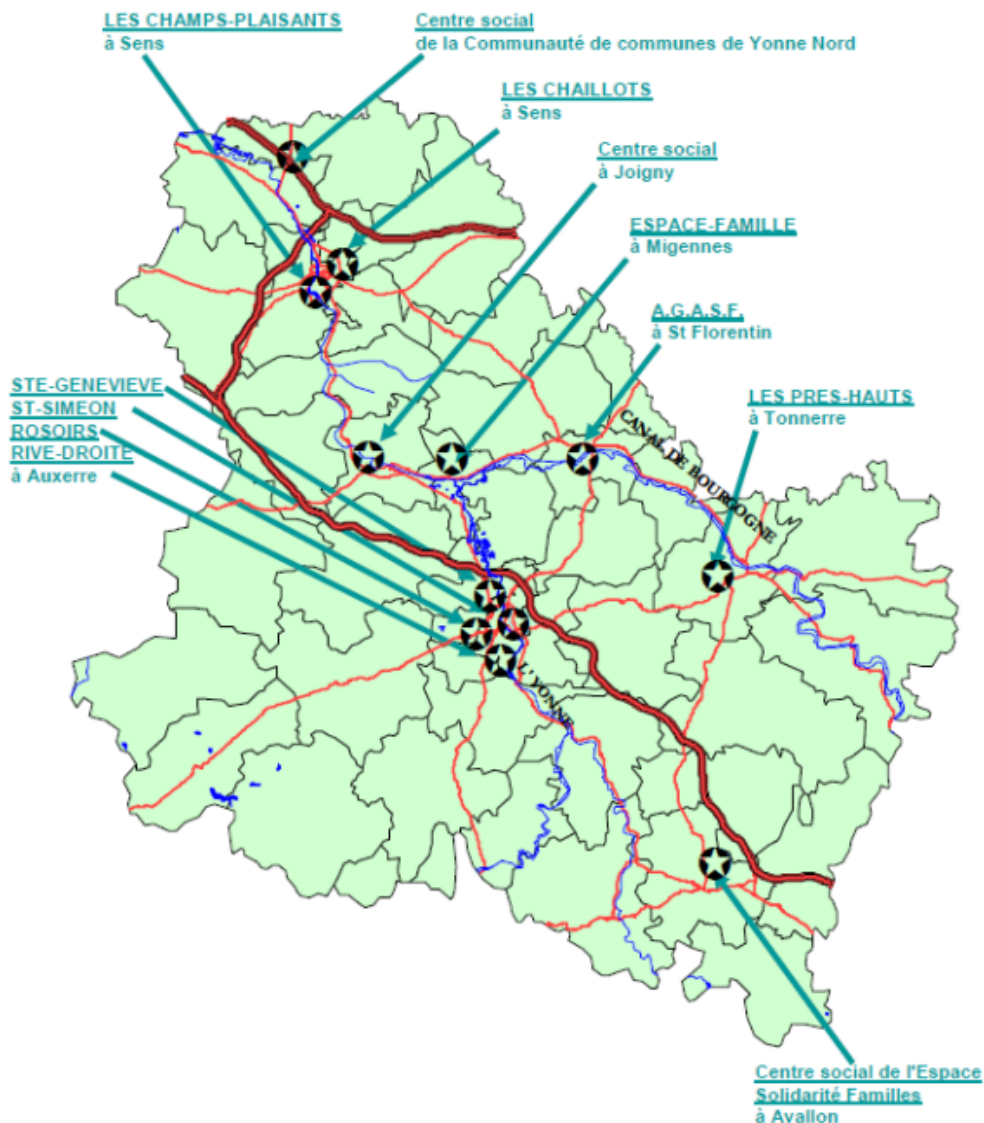 LES CHAMPS-PLAISANTS
à Sens
Centre social
de la Communauté de communes de Yonne Nord
LES CHAILLOTS
à Sens
Centre social
à Joigny
ESPACE-FAMILLE
à Migennes
A.G.A.S.F.
à St Florentin
LES PRES-HAUTS
à Tonnerre
STE-GENEVIEVE
ST-SIMEON
ROSOIRS
RIVE-DROITE
à Auxerre
CANAL DE BOURGOGNE
L'YONNE
Centre social de l'Espace
Solidarité Familles
à Avallon